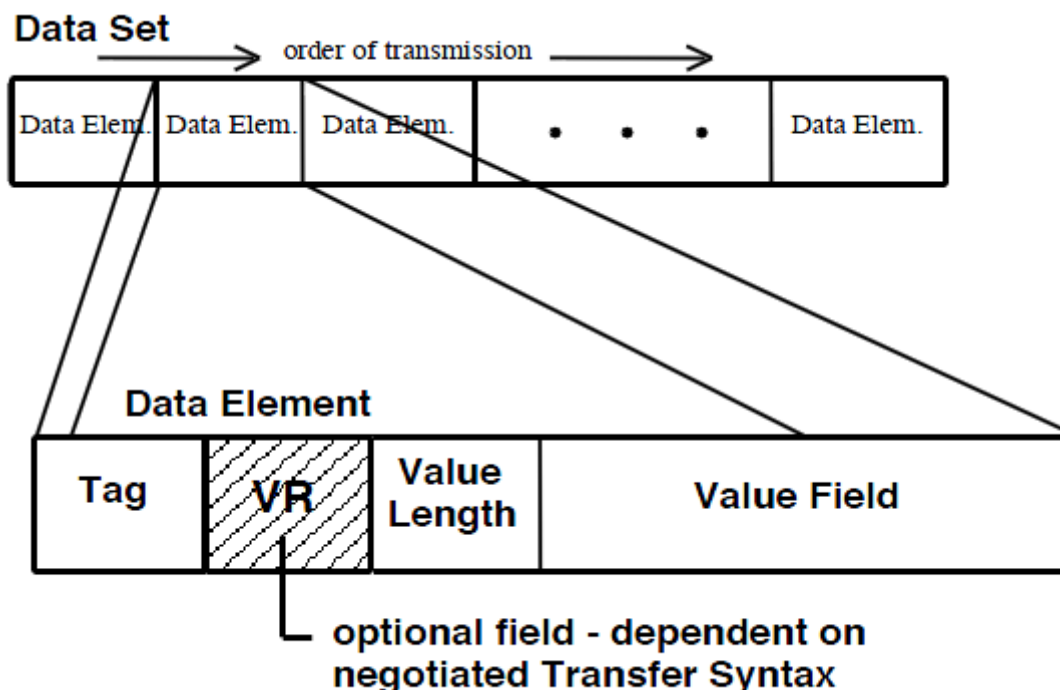 Data Set
order of transmission
Data Elem. Data Elem. Data Elem. Data Elem.
Data Element
Tag VR Value Length Value Field
optional field - dependent on
negotiated Transfer Syntax